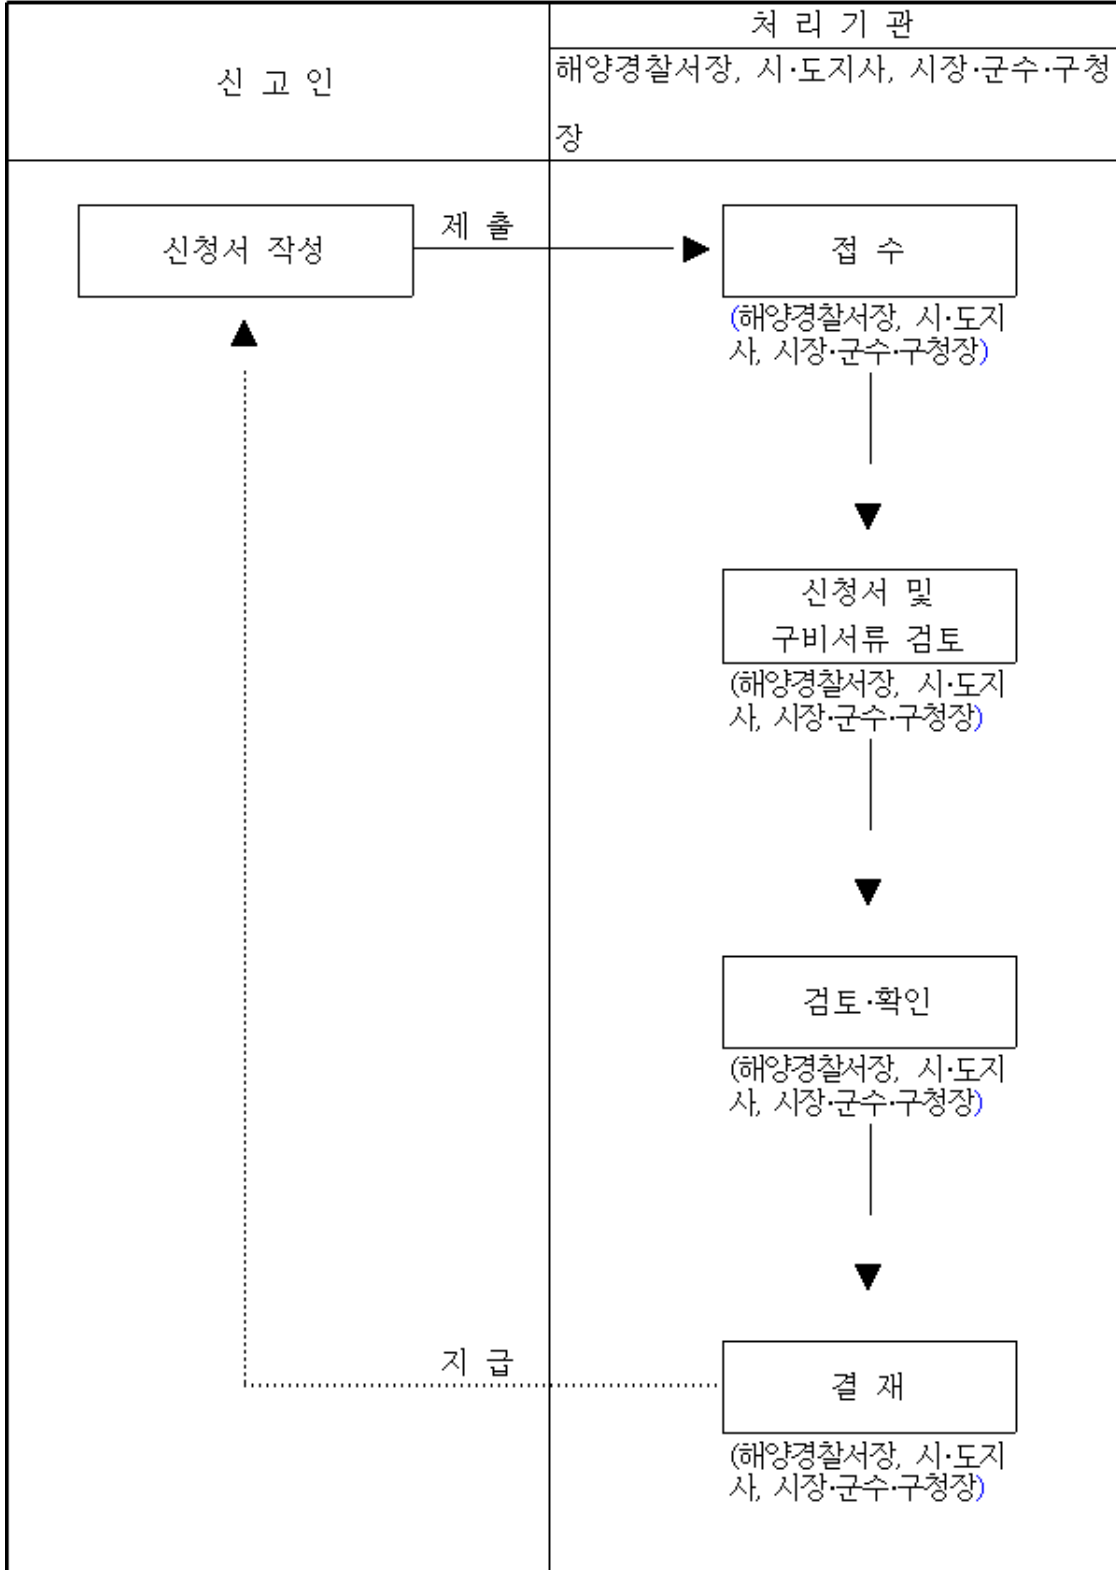 처 리 기 관
신 고 인
해양경찰서장, 시·도지사, 시장·군수·구청
장
신청서 작성
제 출
접 수
(해양경찰서장, 시·도지
사, 시장·군수·구청장)
신청서 및
구비서류 검토
(해양경찰서장, 시·도지
사, 시장·군수·구청장)
검토·확인
(해양경찰서장, 시·도지
사, 시장·군수·구청장)
지 급
결 재
(해양경찰서장, 시·도지
사, 시장·군수·구청장)